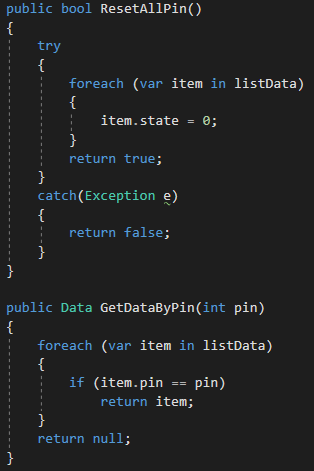 public bool ResetAllPin()
{
    try
    {
        foreach (var item in listData)
        {
            item.state = 0;
        }
        return true;
    }
    catch(Exception e)
    {
        return false;
    }
}

public Data GetDataByPin(int pin)
{
    foreach (var item in listData)
    {
        if (item.pin == pin)
            return item;
    }
    return null;
}